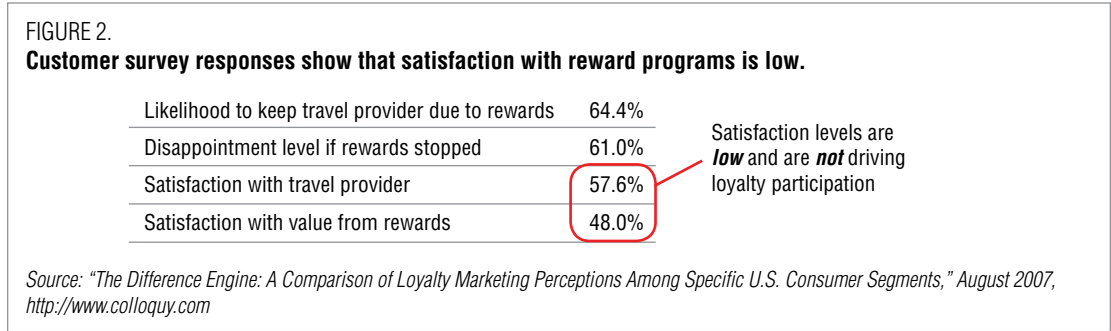 FIGURE 2.
Customer survey responses show that satisfaction with reward programs is low.
Likelihood to keep travel provider due to rewards 64.4%
Disappointment level if rewards stopped 61.0%
Satisfaction with travel provider 57.6%
Satisfaction with value from rewards 48.0%
Satisfaction levels are
low and are not driving
loyalty participation
Source: “The Difference Engine: A Comparison of Loyalty Marketing Perceptions Among Specific U.S. Consumer Segments,” August 2007,
http://www.colloquy.com